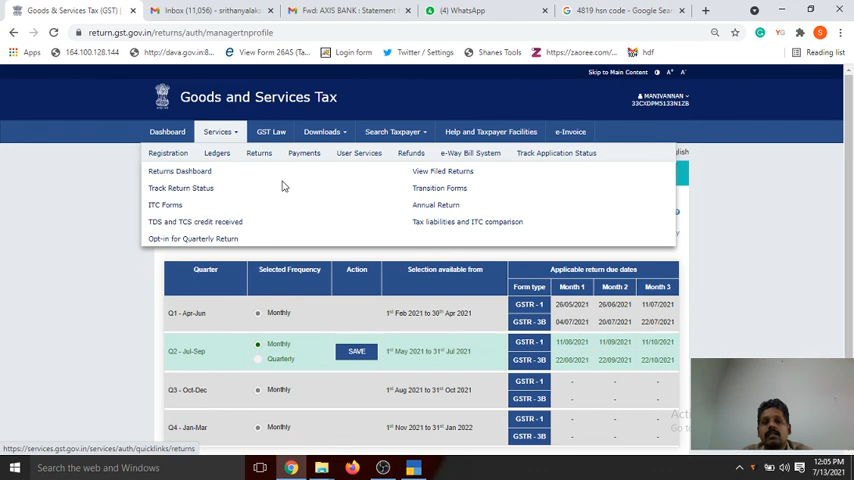 Goods & Services Tax (GST) | Inbox (11,056) - srithanyalaks Fwd: AXIS BANK : Statement (4) WhatsApp 4819 hsn code - Google Sea
return.gst.gov.in/returns/auth/managertnprofile
Apps 164.100.128.144 dava.gov.in:8080/ex View Form 26AS (Tax Login form Twitter / Settings Shanes Tools https://zaoree.com/ hdf Reading list
Skip to Main Content A+ A-
Goods and Services Tax
MANIVANNAN
33CXDPM5133N1ZB
Dashboard Services GST Law Downloads Search Taxpayer Help and Taxpayer Facilities e-Invoice
Registration Ledgers Returns Payments User Services Refunds e-Way Bill System Track Application Status
Returns Dashboard View Filed Returns
Track Return Status Transition Forms
ITC Forms Annual Return
TDS and TCS credit received Tax liabilities and ITC comparison
Opt-in for Quarterly Return
Quarter Selected Frequency Action Selection available from Applicable return due dates
Form type Month 1 Month 2 Month 3
Q1 - Apr-Jun Monthly 1st Feb 2021 to 30th Apr 2021
GSTR - 1 26/05/2021 26/06/2021 11/07/2021
GSTR - 3B 04/07/2021 20/07/2021 22/07/2021
Q2 - Jul-Sep Monthly Quarterly SAVE 1st May 2021 to 31st Jul 2021
GSTR - 1 11/08/2021 11/09/2021 11/10/2021
GSTR - 3B 22/08/2021 22/09/2021 22/10/2021
Q3 - Oct-Dec Monthly 1st Aug 2021 to 31st Oct 2021
GSTR - 1 - - -
GSTR - 3B - - -
Q4 - Jan-Mar Monthly 1st Nov 2021 to 31st Jan 2022
GSTR - 1 - - -
GSTR - 3B - - -
https://services.gst.gov.in/services/auth/quicklinks/returns
Search the web and Windows
12:05 PM
7/13/2021